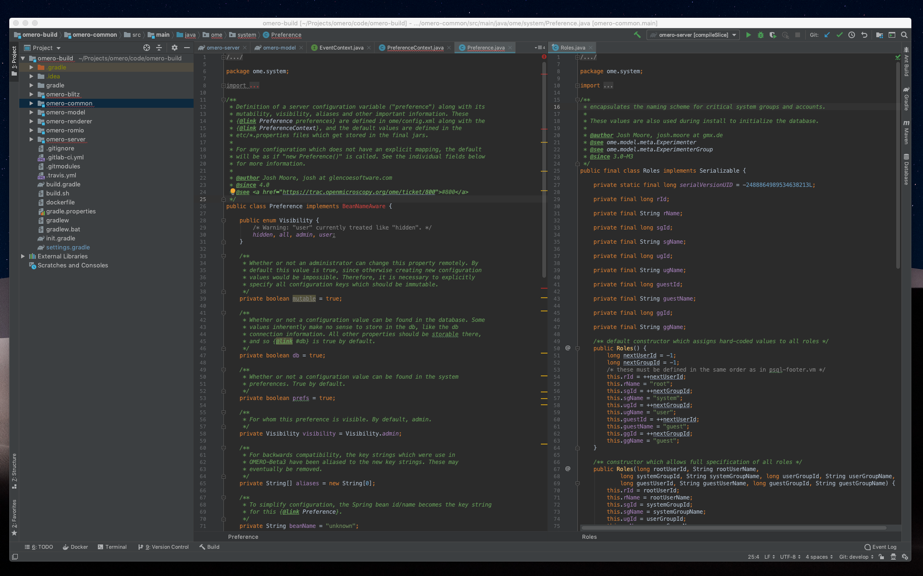 omero-build [~/Projects/omero/code/omero-build] - .../omero-common/src/main/java/ome/system/Preference.java [omero-common.main]
omero-build
omero-common
src
main
java
ome
system
Preference
omero-server [compileSlice]
Git:
Project
omero-server
omero-model
EventContext.java
PreferenceContext.java
Preference.java
Roles.java
omero-build ~/Projects/omero/code/omero-build
.gradle
.idea
gradle
omero-blitz
omero-common
omero-model
omero-renderer
omero-romio
omero-server
.gitignore
.gitlab-ci.yml
.gitmodules
.travis.yml
build.gradle
build.sh
dockerfile
gradle.properties
gradlew
gradlew.bat
init.gradle
settings.gradle
External Libraries
Scratches and Consoles
/.../
package ome.system;
import ...
/**
* Definition of a server configuration variable ("preference") along with its
* mutability, visibility, aliases and other important information. These
* {@link Preference preferences} are defined in ome/config.xml along with the
* {@link PreferenceContext}, and the default values are defined in the
* etc/*.properties files which get stored in the final jars.
*
* For any configuration which does not have an explicit mapping, the default
* will be as if "new Preference()" is called. See the individual fields below
* for more information.
*
* @author Josh Moore, josh at glencoesoftware.com
* @since 4.0
* @see <a href="https://trac.openmicroscopy.org/ome/ticket/800">#800</a>
*/
public class Preference implements BeanNameAware {
public enum Visibility {
/* Warning: "user" currently treated like "hidden". */
hidden, all, admin, user;
}
/**
* Whether or not an administrator can change this property remotely. By
* default this value is true, since otherwise creating new configuration
* values would be impossible. Therefore, it is necessary to explicitly
* specify all configuration keys which should be immutable.
*/
private boolean mutable = true;
/**
* Whether or not a configuration value can be found in the database. Some
* values inherently make no sense to store in the db, like the db
* connection information. All other properties should be storable there,
* and so {@link #db} is true by default.
*/
private boolean db = true;
/**
* Whether or not a configuration value can be found in the system
* preferences. True by default.
*/
private boolean prefs = true;
/**
* For whom this preference is visible. By default, admin.
*/
private Visibility visibility = Visibility.admin;
/**
* For backwards compatibility, the key strings which were use in
* OMERO-Beta3 have been aliased to the new key strings. These may
* eventually be removed.
*/
private String[] aliases = new String[0];
/**
* To simplify configuration, the Spring bean id/name becomes the key string
* for this {@link Preference}.
*/
private String beanName = "unknown";
Preference
/.../
package ome.system;
import ...
/**
* encapsulates the naming scheme for critical system groups and accounts.
*
* These values are also used during install to initialize the database.
*
* @author Josh Moore, josh.moore at gmx.de
* @see ome.model.meta.Experimenter
* @see ome.model.meta.ExperimenterGroup
* @since 3.0-M3
*/
public final class Roles implements Serializable {
private static final long serialVersionUID = -2488864989534638213L;
private final long rId;
private final String rName;
private final long sgId;
private final String sgName;
private final long ugId;
private final String ugName;
private final long guestId;
private final String guestName;
private final long ggId;
private final String ggName;
/** default constructor which assigns hard-coded values to all roles */
public Roles() {
long nextUserId = -1;
long nextGroupId = -1;
/* these must be defined in the same order as in psql-footer.vm */
this.rId = ++nextUserId;
this.rName = "root";
this.sgId = ++nextGroupId;
this.sgName = "system";
this.ugId = ++nextGroupId;
this.ugName = "user";
this.guestId = ++nextUserId;
this.guestName = "guest";
this.ggId = ++nextGroupId;
this.ggName = "guest";
}
/** constructor which allows full specification of all roles */
public Roles(long rootUserId, String rootUserName,
long systemGroupId, String systemGroupName, long userGroupId, String userGroupName,
long guestUserId, String guestUserName, long guestGroupId, String guestGroupName) {
this.rId = rootUserId;
this.rName = rootUserName;
this.sgId = systemGroupId;
this.sgName = systemGroupName;
this.ugId = userGroupId;
Roles
1: Project
7: Structure
2: Favorites
Ant Build
Gradle
Maven
Database
6: TODO
Docker
Terminal
9: Version Control
Build
Event Log
25:4
LF
UTF-8
4 spaces
Git: develop